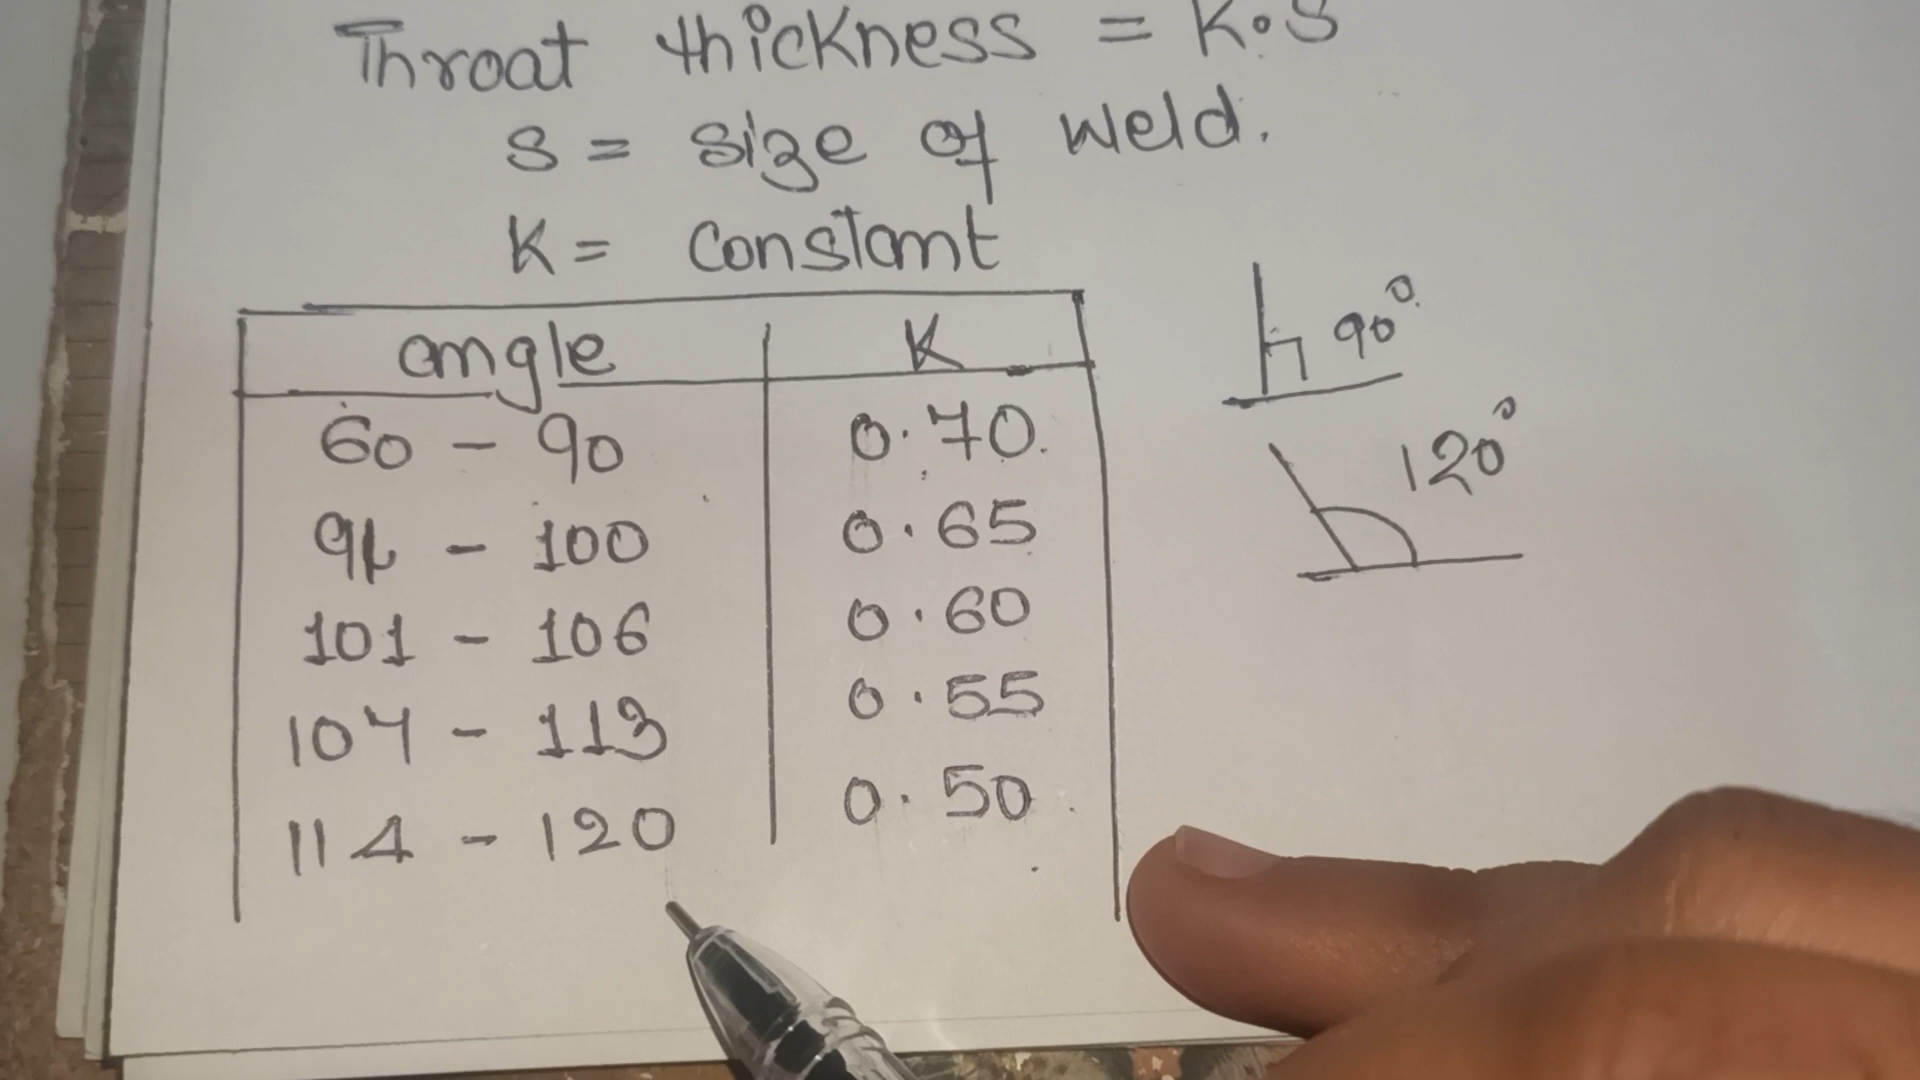 Throat thickness = K.S
S = Size of weld.
K = Constant
angle K
60 - 90 0.70
91 - 100 0.65
101 - 106 0.60
107 - 113 0.55
114 - 120 0.50
90°
120°